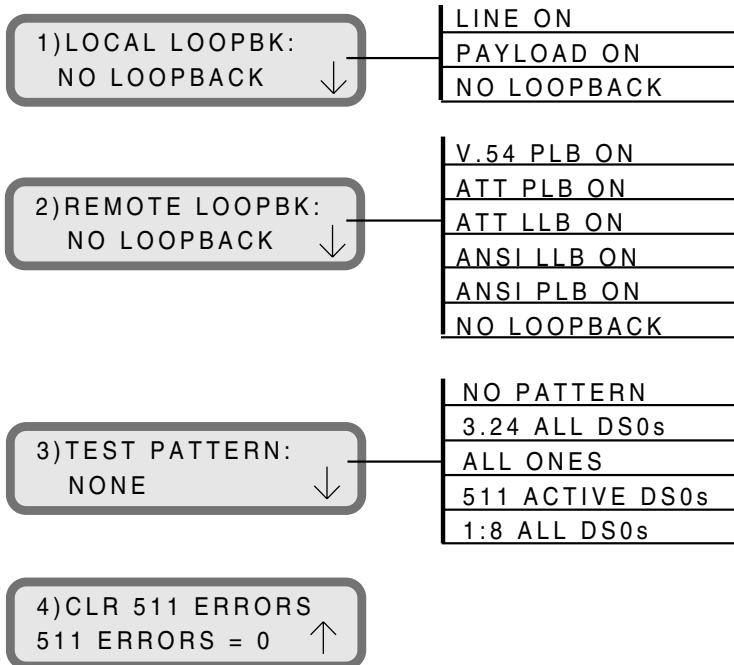 1)LOCAL LOOPBK:
NO LOOPBACK
LINE ON
PAYLOAD ON
NO LOOPBACK
2)REMOTE LOOPBK:
NO LOOPBACK
V.54 PLB ON
ATT PLB ON
ATT LLB ON
ANSI LLB ON
ANSI PLB ON
NO LOOPBACK
3)TEST PATTERN:
NONE
NO PATTERN
3.24 ALL DS0s
ALL ONES
511 ACTIVE DS0s
1:8 ALL DS0s
4)CLR 511 ERRORS
511 ERRORS = 0